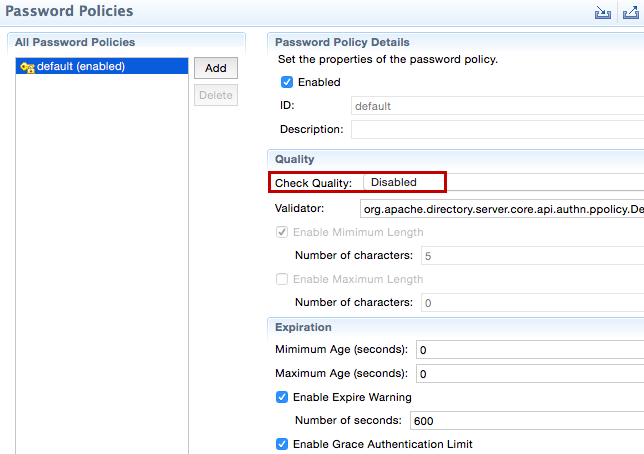 Password Policies
All Password Policies
default (enabled)
Add
Delete
Password Policy Details
Set the properties of the password policy.
Enabled
ID: default
Description:
Quality
Check Quality: Disabled
Validator: org.apache.directory.server.core.api.authn.ppolicy.De
Enable Mimimum Length
Number of characters: 5
Enable Maximum Length
Number of characters: 0
Expiration
Mimimum Age (seconds): 0
Maximum Age (seconds): 0
Enable Expire Warning
Number of seconds: 600
Enable Grace Authentication Limit